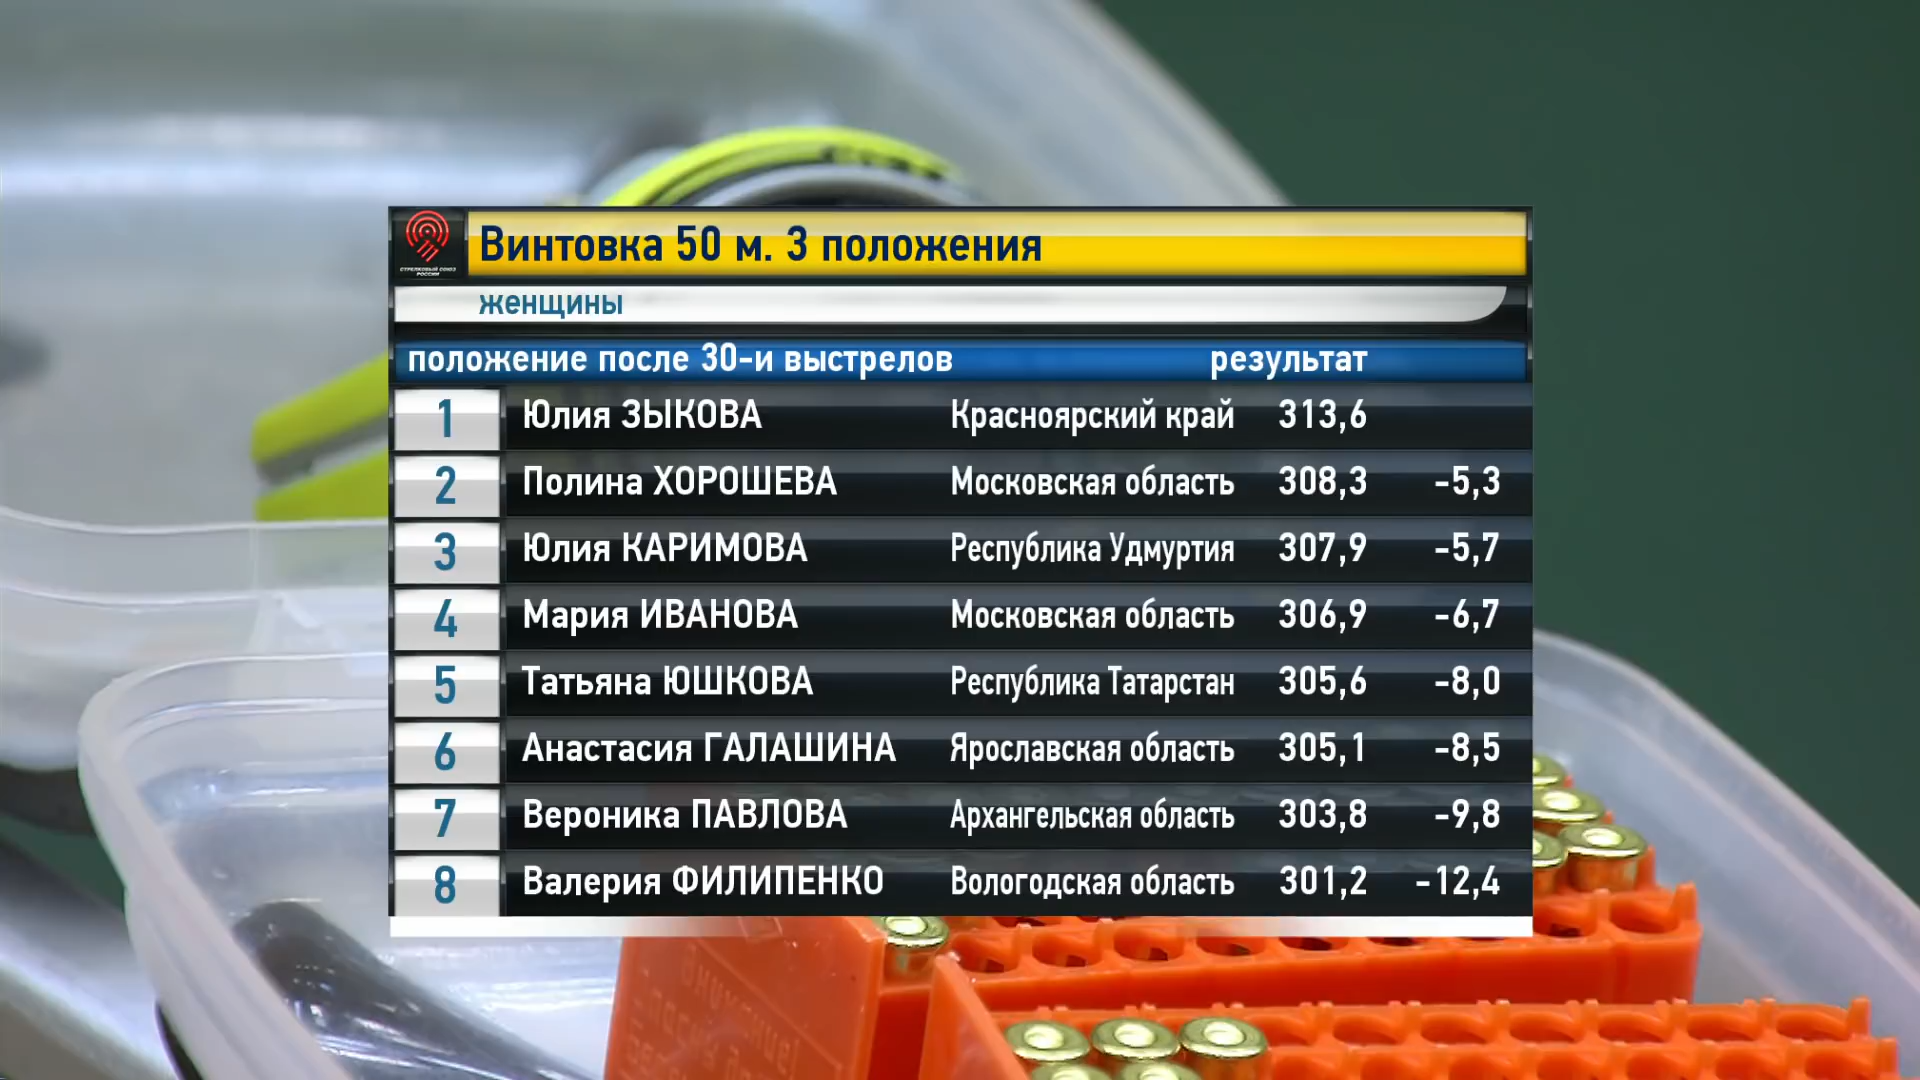 СТРЕЛКОВЫЙ СОЮЗ
РОССИИ
Винтовка 50 м. 3 положения
женщины
положение после 30-и выстрелов результат
1 Юлия ЗЫКОВА Красноярский край 313,6
2 Полина ХОРОШЕВА Московская область 308,3 -5,3
3 Юлия КАРИМОВА Республика Удмуртия 307,9 -5,7
4 Мария ИВАНОВА Московская область 306,9 -6,7
5 Татьяна ЮШКОВА Республика Татарстан 305,6 -8,0
6 Анастасия ГАЛАШИНА Ярославская область 305,1 -8,5
7 Вероника ПАВЛОВА Архангельская область 303,8 -9,8
8 Валерия ФИЛИПЕНКО Вологодская область 301,2 -12,4